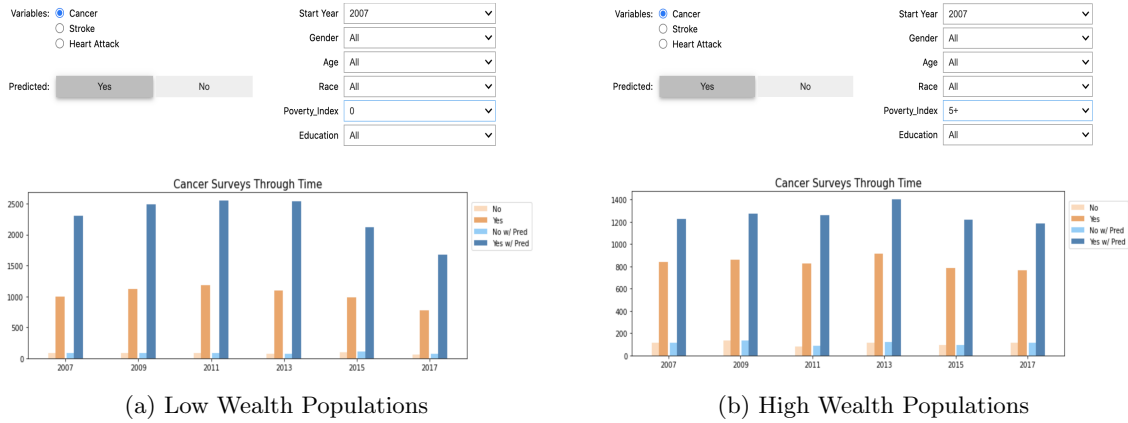 Variables: Cancer
Stroke
Heart Attack
Predicted: Yes No
Start Year 2007
Gender All
Age All
Race All
Poverty_Index 0
Education All
Cancer Surveys Through Time
2500
2000
1500
1000
500
0
2007 2009 2011 2013 2015 2017
No
Yes
No w/ Pred
Yes w/ Pred
(a) Low Wealth Populations
Variables: Cancer
Stroke
Heart Attack
Predicted: Yes No
Start Year 2007
Gender All
Age All
Race All
Poverty_Index 5+
Education All
Cancer Surveys Through Time
1400
1200
1000
800
600
400
200
0
2007 2009 2011 2013 2015 2017
No
Yes
No w/ Pred
Yes w/ Pred
(b) High Wealth Populations